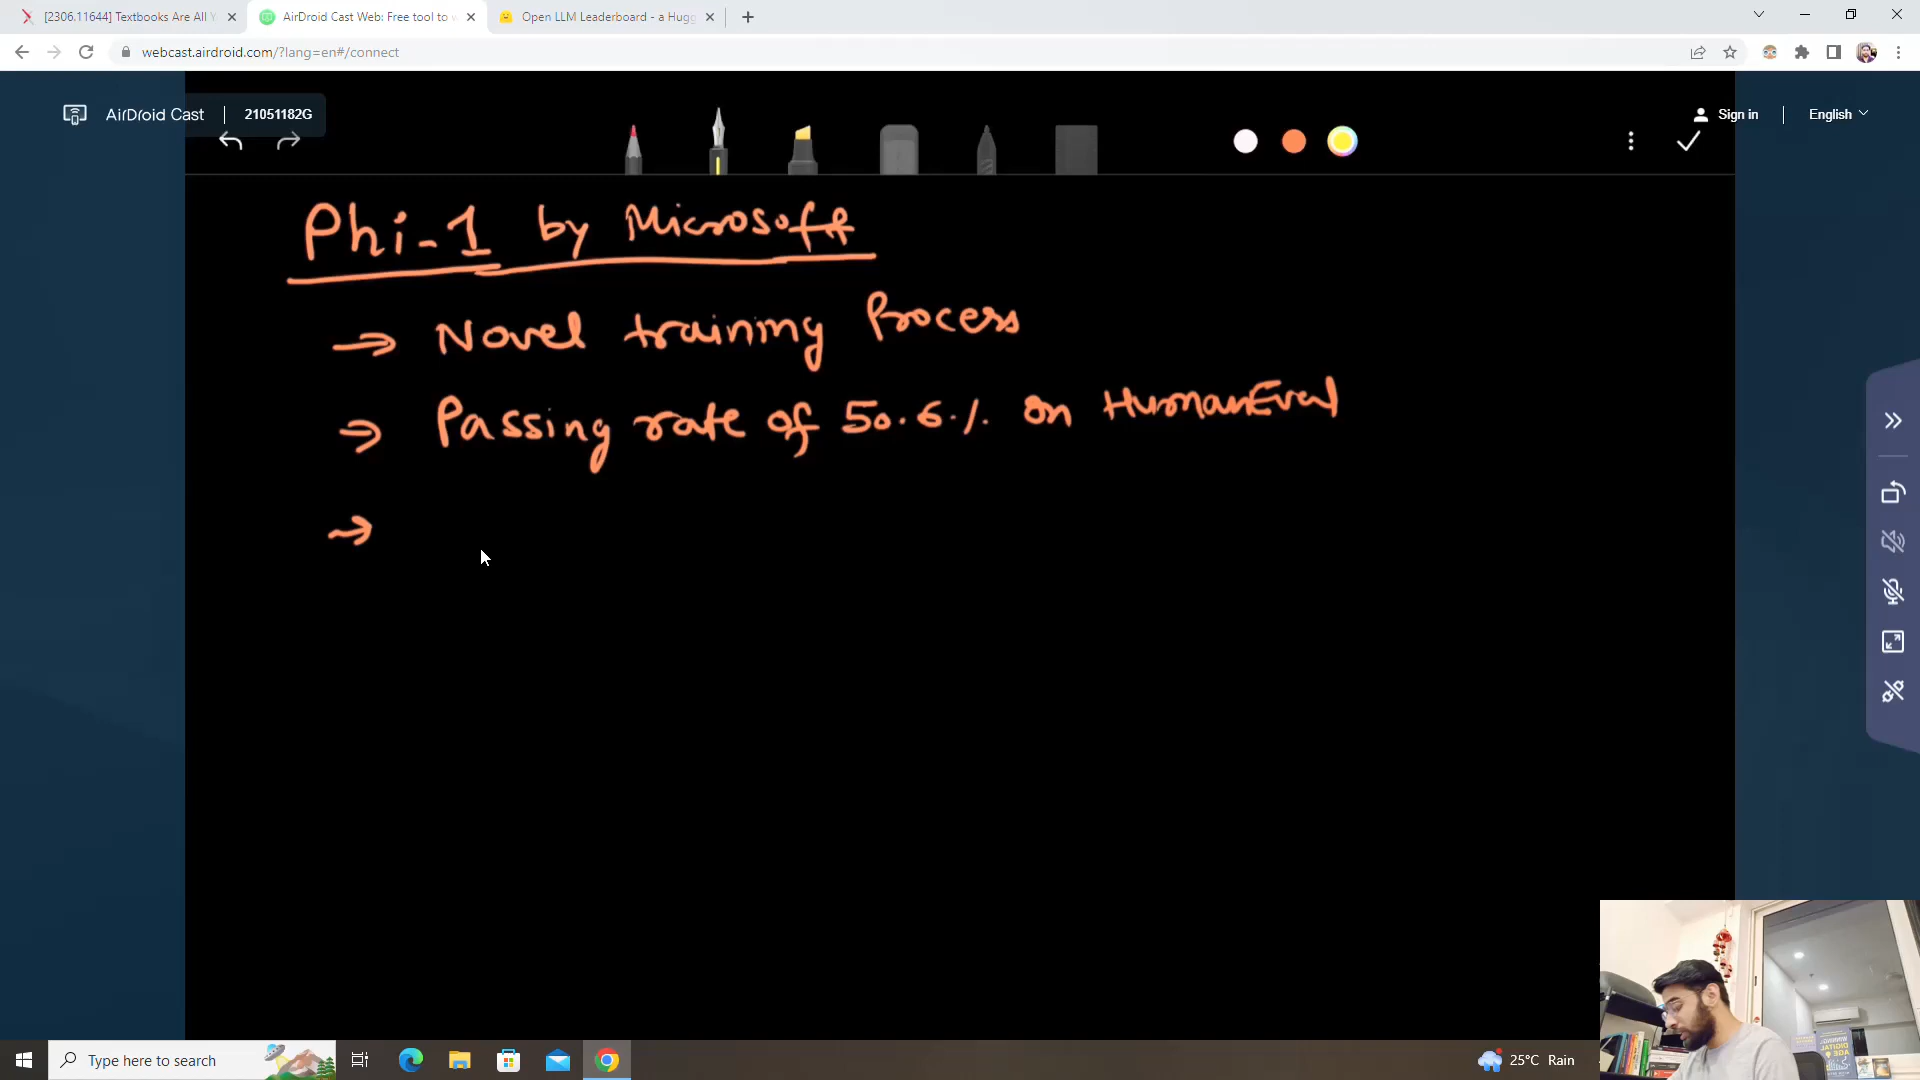 [2306.11644] Textbooks Are All Y
AirDroid Cast Web: Free tool to
Open LLM Leaderboard - a Hugg
webcast.airdroid.com/?lang=en#/connect
AirDroid Cast | 21051182G
Sign in | English
Phi-1 by Microsoft
→ Novel training Process
→ Passing rate of 50.6% on HumanEval
→
Type here to search
25°C Rain
DIGITAL
AGE